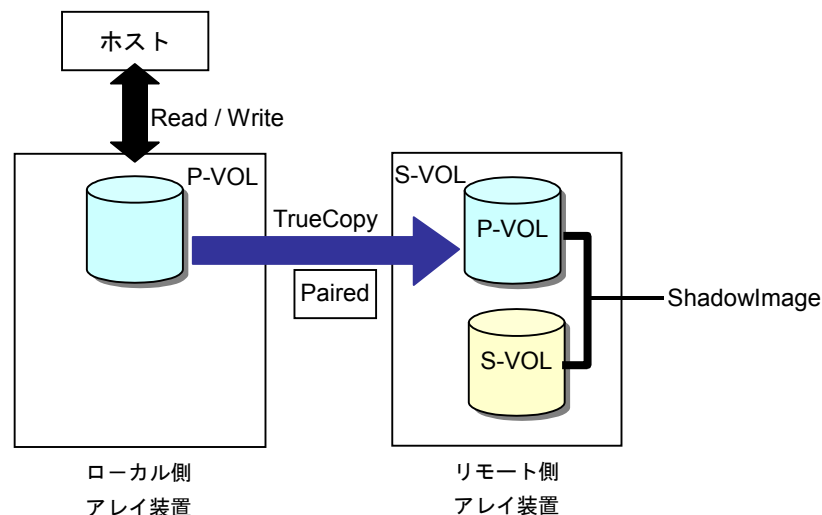 ホスト
Read / Write
P-VOL
S-VOL
TrueCopy
P-VOL
Paired
ShadowImage
S-VOL
ローカル側
アレイ装置
リモート側
アレイ装置